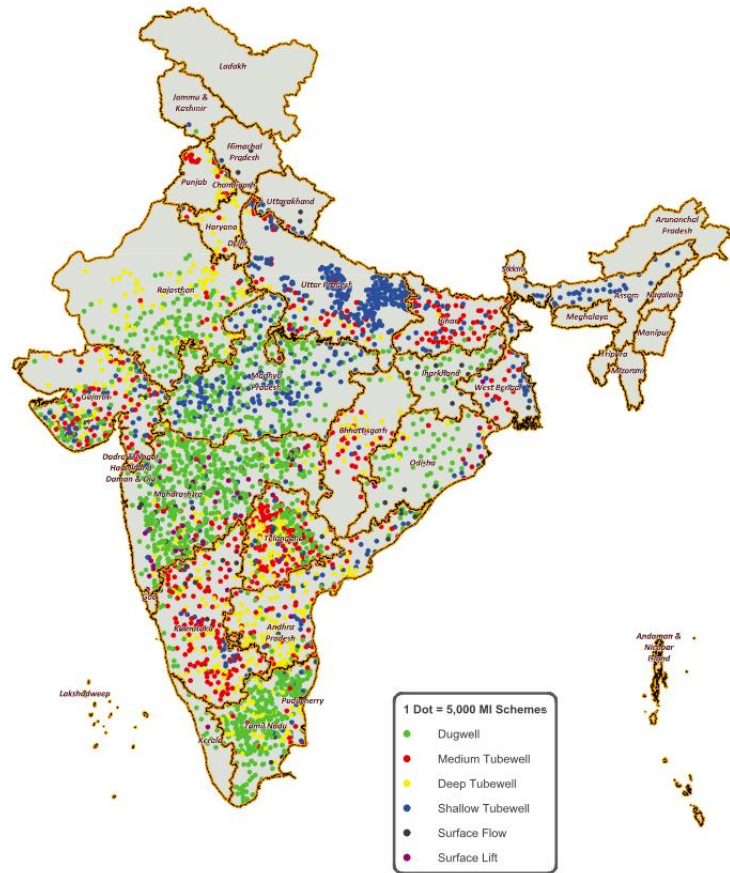 Ladakh
Jammu &
Kashmir
Himachal
Pradesh
Punjab
Chandigarh
Uttarakhand
Haryana
Delhi
Arunanchal
Pradesh
Sikkim
Rajasthan
Uttar Pradesh
Assam
Nagaland
Bihar
Meghalaya
Manipur
Tripura
Mizoram
Jharkhand
West Bengal
Madhya
Pradesh
Gujarat
Chhattisgarh
Odisha
Dadra & Nagar
Haveli and
Daman & Diu
Maharashtra
Telangana
Goa
Karnataka
Andhra
Pradesh
Andaman &
Nicobar
Island
Lakshadweep
Puducherry
Tamil Nadu
Kerala
1 Dot = 5,000 MI Schemes
Dugwell
Medium Tubewell
Deep Tubewell
Shallow Tubewell
Surface Flow
Surface Lift